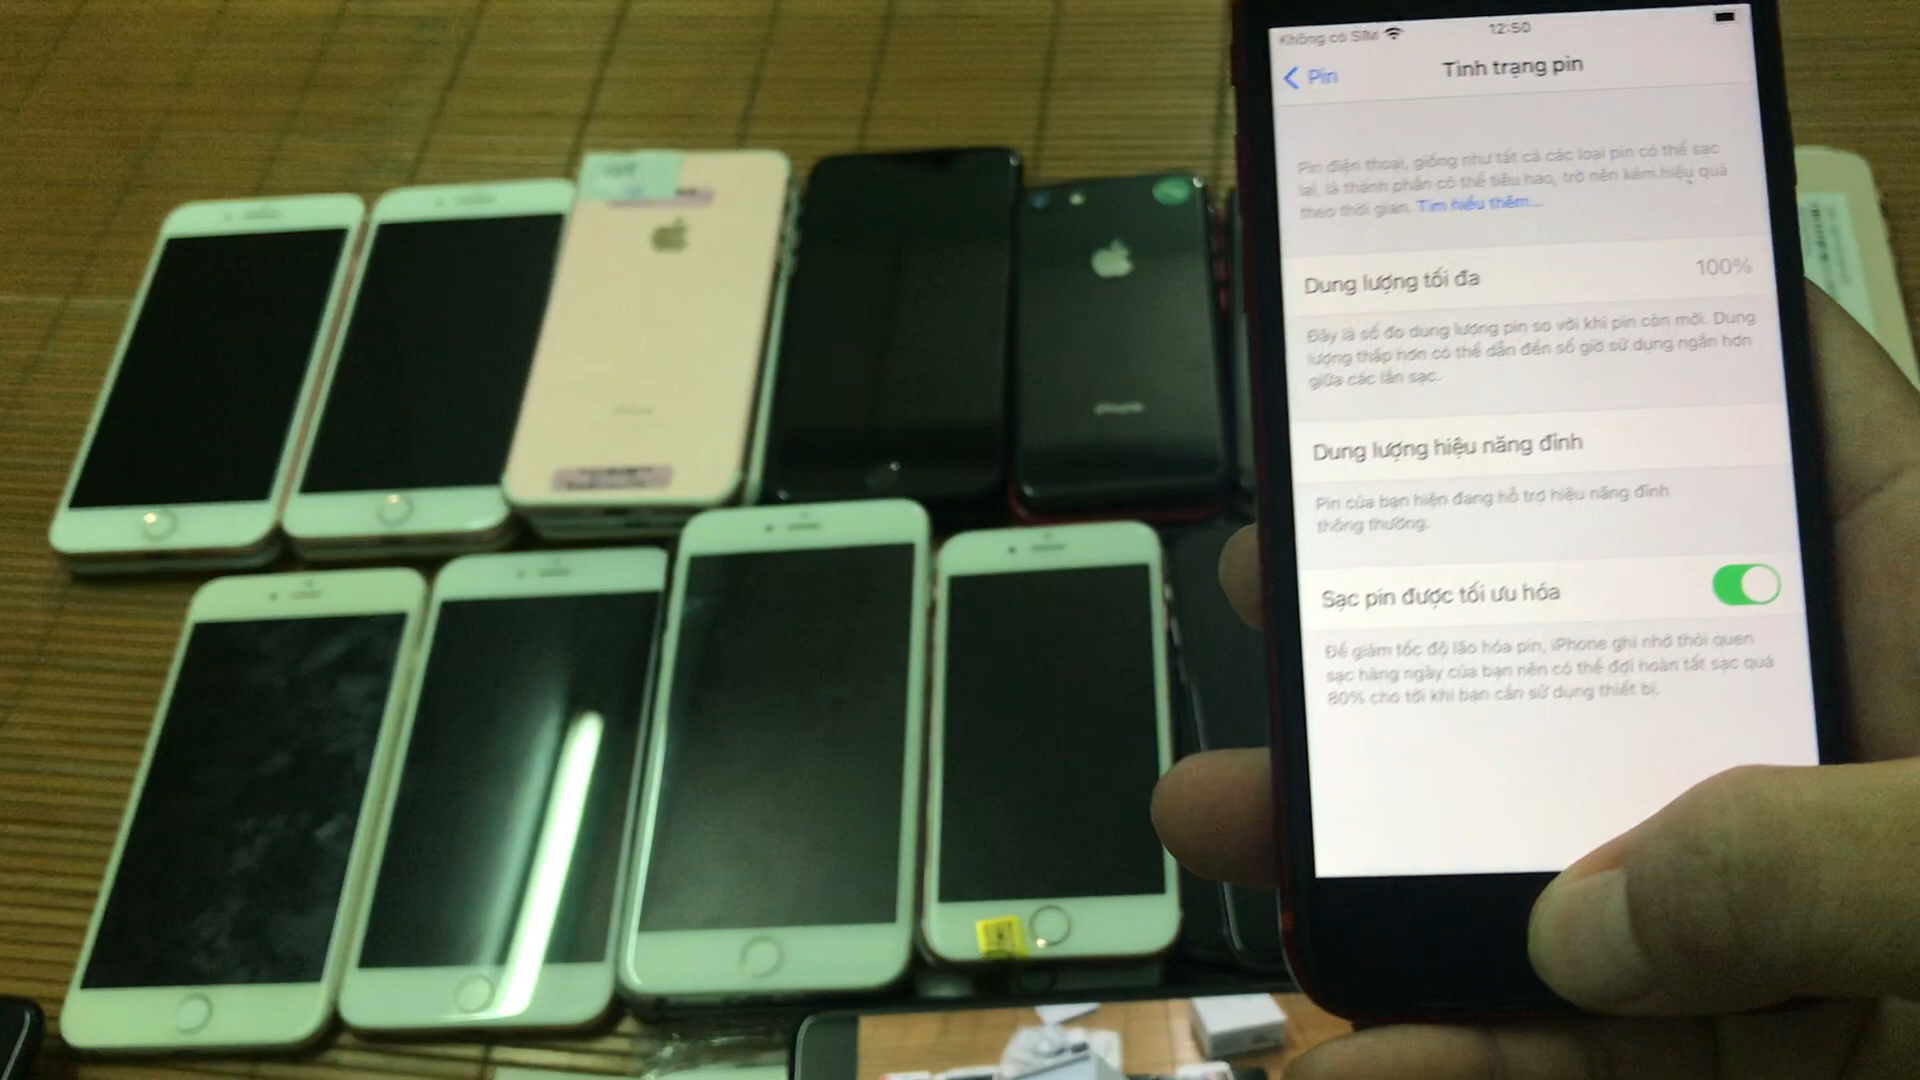 Không có SIM
12:50
Pin
Tình trạng pin
Pin điện thoại, giống như tất cả các loại pin có thể sạc
lại, là thành phần có thể tiêu hao, trở nên kém hiệu quả
theo thời gian. Tìm hiểu thêm...
Dung lượng tối đa
100%
Đây là số đo dung lượng pin so với khi pin còn mới. Dung
lượng thấp hơn có thể dẫn đến số giờ sử dụng ngắn hơn
giữa các lần sạc.
Dung lượng hiệu năng đỉnh
Pin của bạn hiện đang hỗ trợ hiệu năng đỉnh
thông thường.
Sạc pin được tối ưu hóa
Để giảm tốc độ lão hóa pin, iPhone ghi nhớ thói quen
sạc hàng ngày của bạn nên có thể đợi hoàn tất sạc quá
80% cho tới khi bạn cần sử dụng thiết bị.
iPhone
iPhone